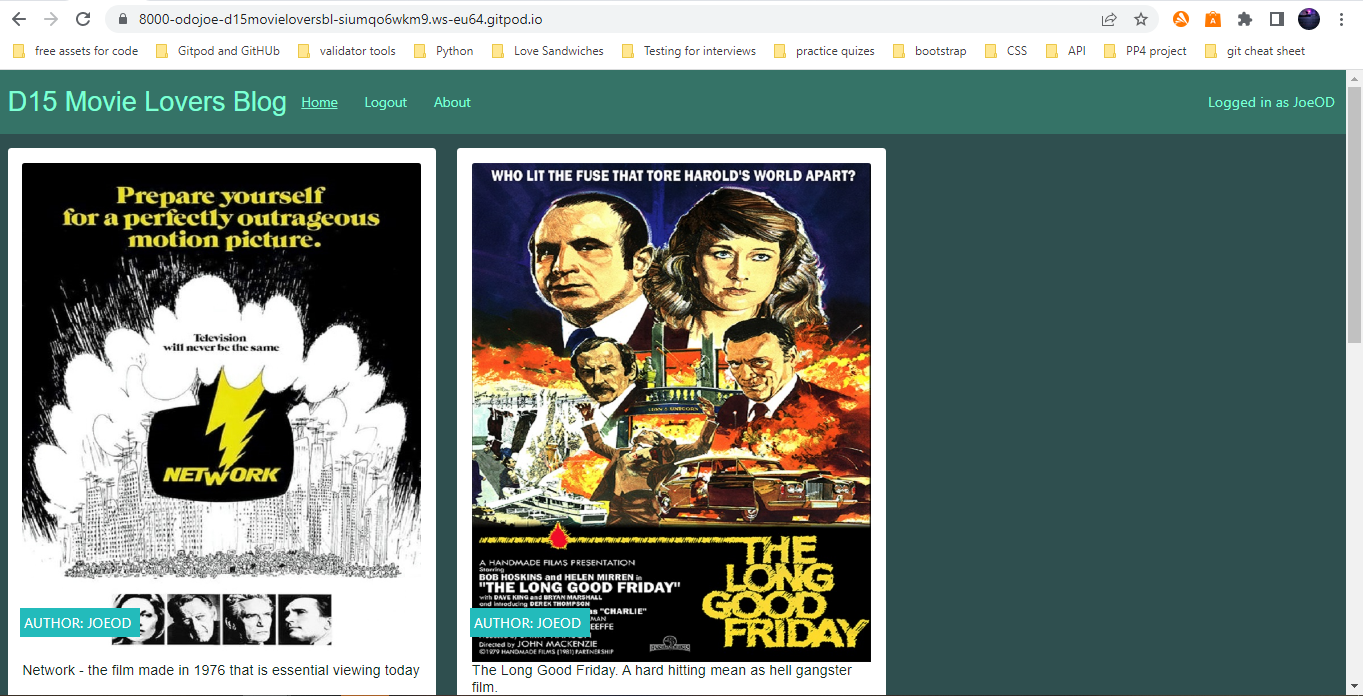 8000-odojoe-d15movieloversbl-siumqo6wkm9.ws-eu64.gitpod.io
free assets for code
Gitpod and GitHUb
validator tools
Python
Love Sandwiches
Testing for interviews
practice quizes
bootstrap
CSS
API
PP4 project
git cheat sheet
D15 Movie Lovers Blog
Home
Logout
About
Logged in as JoeOD
Prepare yourself
for a perfectly outrageous
motion picture.
Television
will never be the same
NETWORK
AUTHOR: JOEOD
Network - the film made in 1976 that is essential viewing today
WHO LIT THE FUSE THAT TORE HAROLD'S WORLD APART?
A HANDMADE FILMS PRESENTATION
Starring
BOB HOSKINS and HELEN MIRREN in
"THE LONG GOOD FRIDAY"
with DAVE KING and BRYAN MARSHALL
and introducing DEREK THOMPSON
as "CHARLIE"
AUTHOR: JOEOD
Directed by JOHN MACKENZIE
©1979 HANDMADE FILMS (1981) PARTNERSHIP
THE
LONG
GOOD
FRIDAY
The Long Good Friday. A hard hitting mean as hell gangster
film.